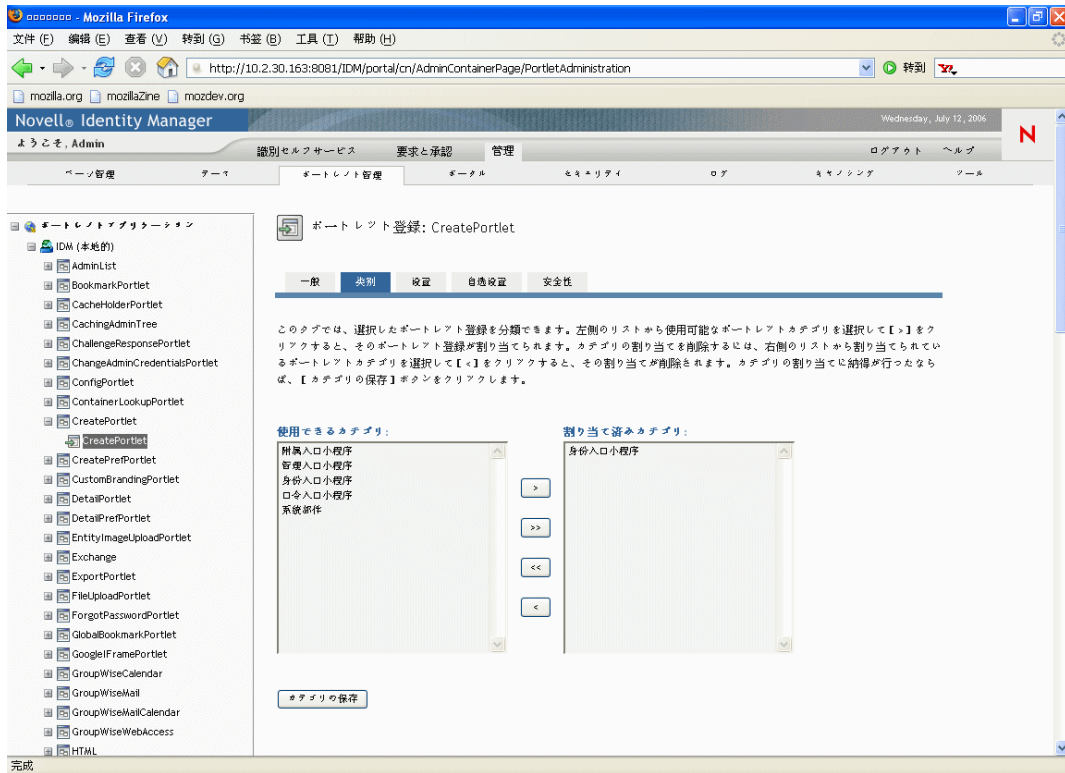 - Mozilla Firefox
文件 (F) 编辑 (E) 查看 (V) 转到 (G) 书签 (B) 工具 (T) 帮助 (H)
http://10.2.30.163:8081/IDM/portal/cn/AdminContainerPage/PortletAdministration
转到
mozilla.org mozillaZine mozdev.org
Novell® Identity Manager
Wednesday, July 12, 2006
N
ようこそ, Admin
識別セルフサービス 要求と承認 管理
ログアウト ヘルプ
ページ管理 テーマ ポートレット管理 ポータル セキュリティ ログ キャッシング ツール
ポートレットアプリケーション
IDM (本地的)
AdminList
BookmarkPortlet
CacheHolderPortlet
CachingAdminTree
ChallengeResponsePortlet
ChangeAdminCredentialsPortlet
ConfigPortlet
ContainerLookupPortlet
CreatePortlet
CreatePortlet
CreatePrefPortlet
CustomBrandingPortlet
DetailPortlet
DetailPrefPortlet
EntityImageUploadPortlet
Exchange
ExportPortlet
FileUploadPortlet
ForgotPasswordPortlet
GlobalBookmarkPortlet
GoogleIFramePortlet
GroupWiseCalendar
GroupWiseMail
GroupWiseMailCalendar
GroupWiseWebAccess
HTML
ポートレット登録: CreatePortlet
一般 类别 设置 自选设置 安全性
このタブでは、選択したポートレット登録を分類できます。左側のリストから使用可能なポートレットカテゴリを選択して[>]をク
リックすると、そのポートレット登録が割り当てられます。カテゴリの割り当てを削除するには、右側のリストから割り当てられてい
るポートレットカテゴリを選択して[<]をクリックすると、その割り当てが削除されます。カテゴリの割り当てに納得が行ったなら
ば、[カテゴリの保存]ボタンをクリックします。
使用できるカテゴリ:
附属入口小程序
管理入口小程序
身份入口小程序
口令入口小程序
系统部件
>
>>
<<
<
割り当て済みカテゴリ:
身份入口小程序
カテゴリの保存
完成